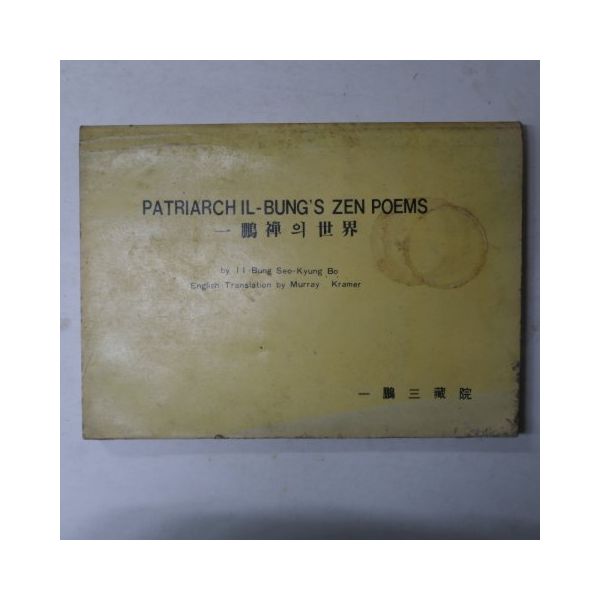 PATRIARCH IL-BUNG'S ZEN POEMS
一鵬禪의 世界
by Il Bung Seo-Kyung Bo
English Translation by Murray Kramer
一鵬三藏院